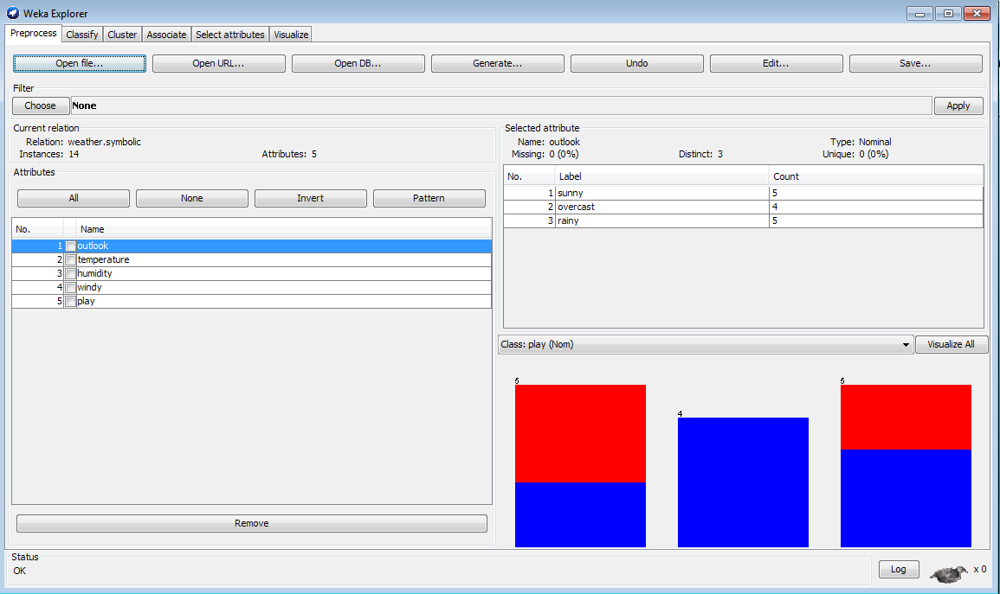 Weka Explorer
Preprocess Classify Cluster Associate Select attributes Visualize
Open file... Open URL... Open DB... Generate... Undo Edit... Save...
Filter
Choose None Apply
Current relation
Relation: weather.symbolic
Instances: 14 Attributes: 5
Attributes
All None Invert Pattern
No. Name
1 outlook
2 temperature
3 humidity
4 windy
5 play
Remove
Selected attribute
Name: outlook Type: Nominal
Missing: 0 (0%) Distinct: 3 Unique: 0 (0%)
No. Label Count
1 sunny 5
2 overcast 4
3 rainy 5
Class: play (Nom) Visualize All
5 4 5
Status
OK
Log x 0